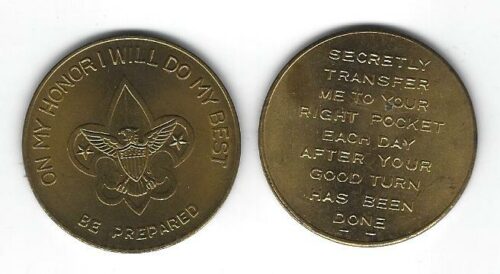 ON MY HONOR I WILL DO MY BEST
BE PREPARED
SECRETLY
TRANSFER
ME TO YOUR
RIGHT POCKET
EACH DAY
AFTER YOUR
GOOD TURN
HAS BEEN
DONE